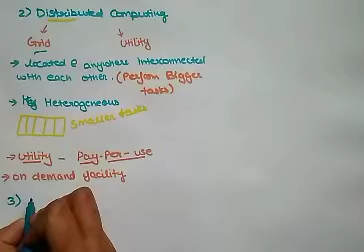 2) Distributed Computing
Grid Utility
→ Located @ anywhere interconnected
with each other. (Perform Bigger
tasks)
→ Heterogeneous
Smaller tasks
→ Utility - Pay-Per-use
→ on demand facility
3)